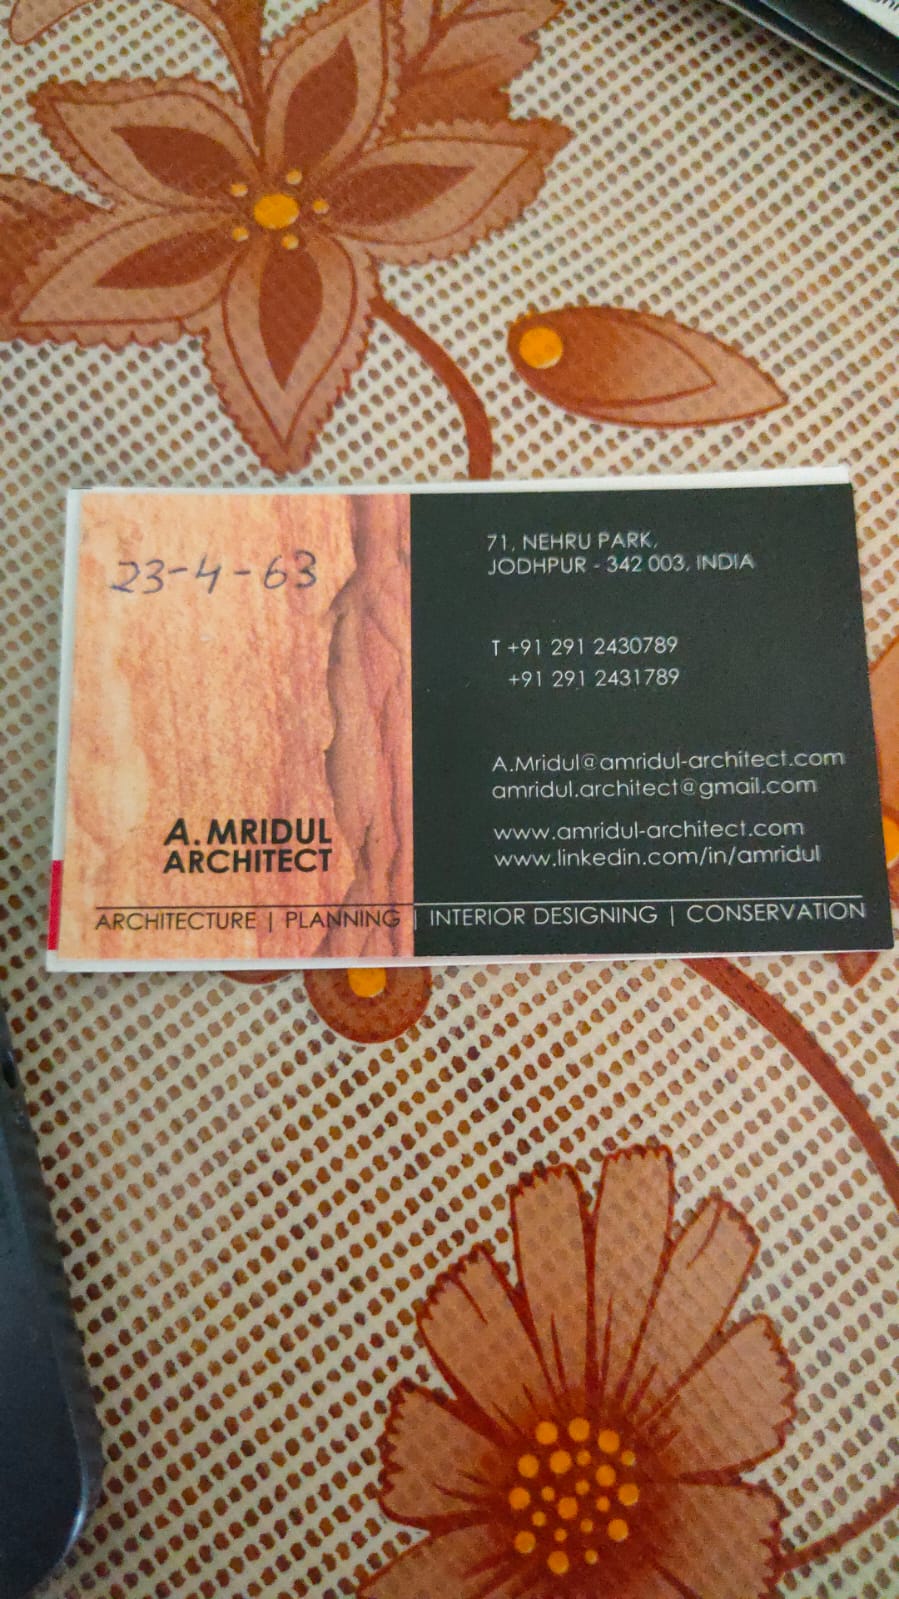 23-4-63
A. MRIDUL
ARCHITECT
71, NEHRU PARK,
JODHPUR - 342 003, INDIA
T +91 291 2430789
+91 291 2431789
A.Mridul@amridul-architect.com
amridul.architect@gmail.com
www.amridul-architect.com
www.linkedin.com/in/amridul
ARCHITECTURE | PLANNING | INTERIOR DESIGNING | CONSERVATION